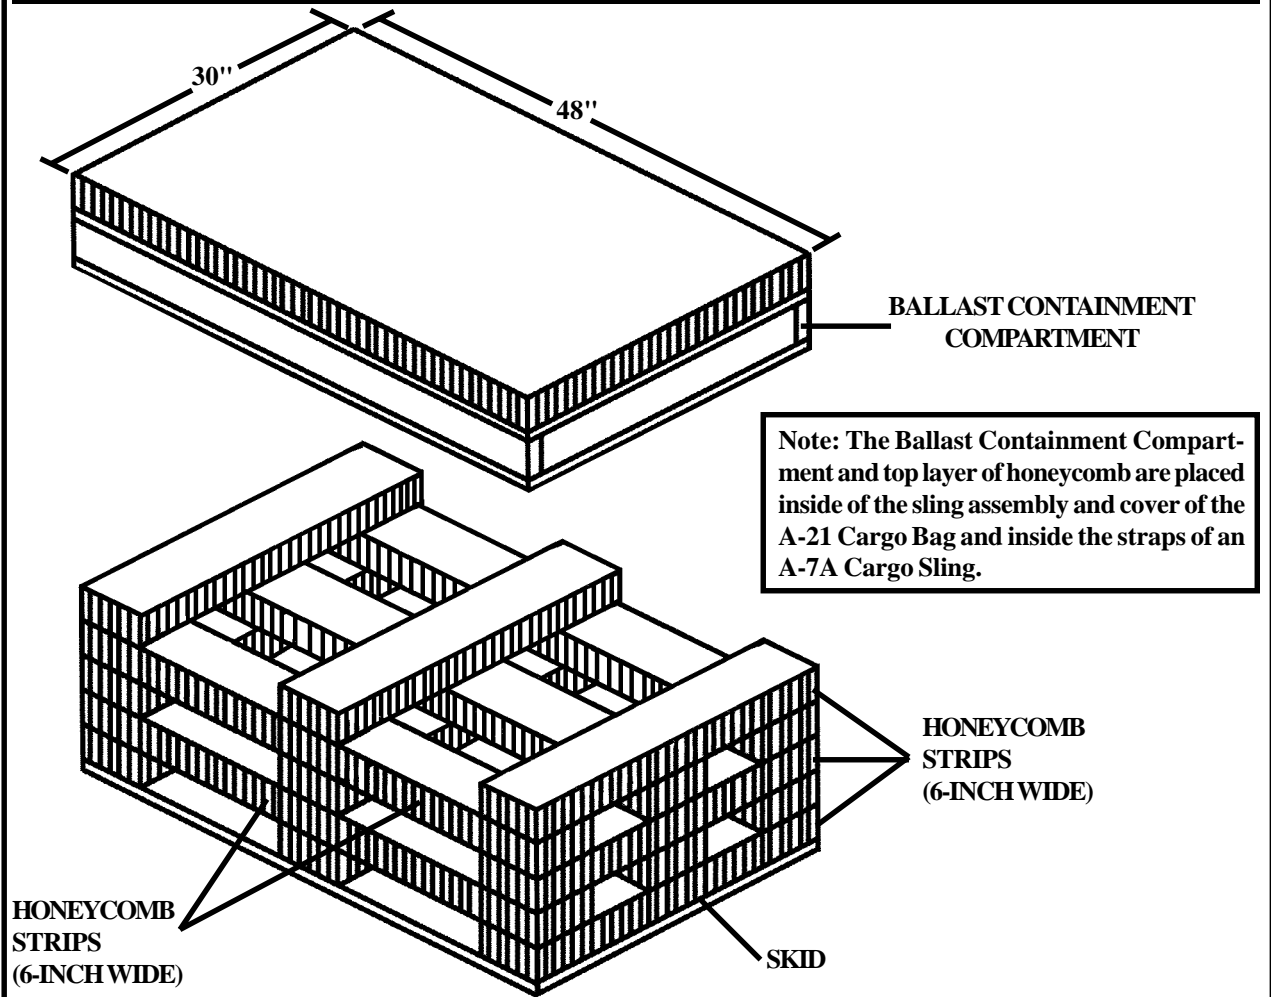 30"
48"
BALLAST CONTAINMENT
COMPARTMENT
Note: The Ballast Containment Compart-
ment and top layer of honeycomb are placed
inside of the sling assembly and cover of the
A-21 Cargo Bag and inside the straps of an
A-7A Cargo Sling.
HONEYCOMB
STRIPS
(6-INCH WIDE)
HONEYCOMB
STRIPS
(6-INCH WIDE)
SKID